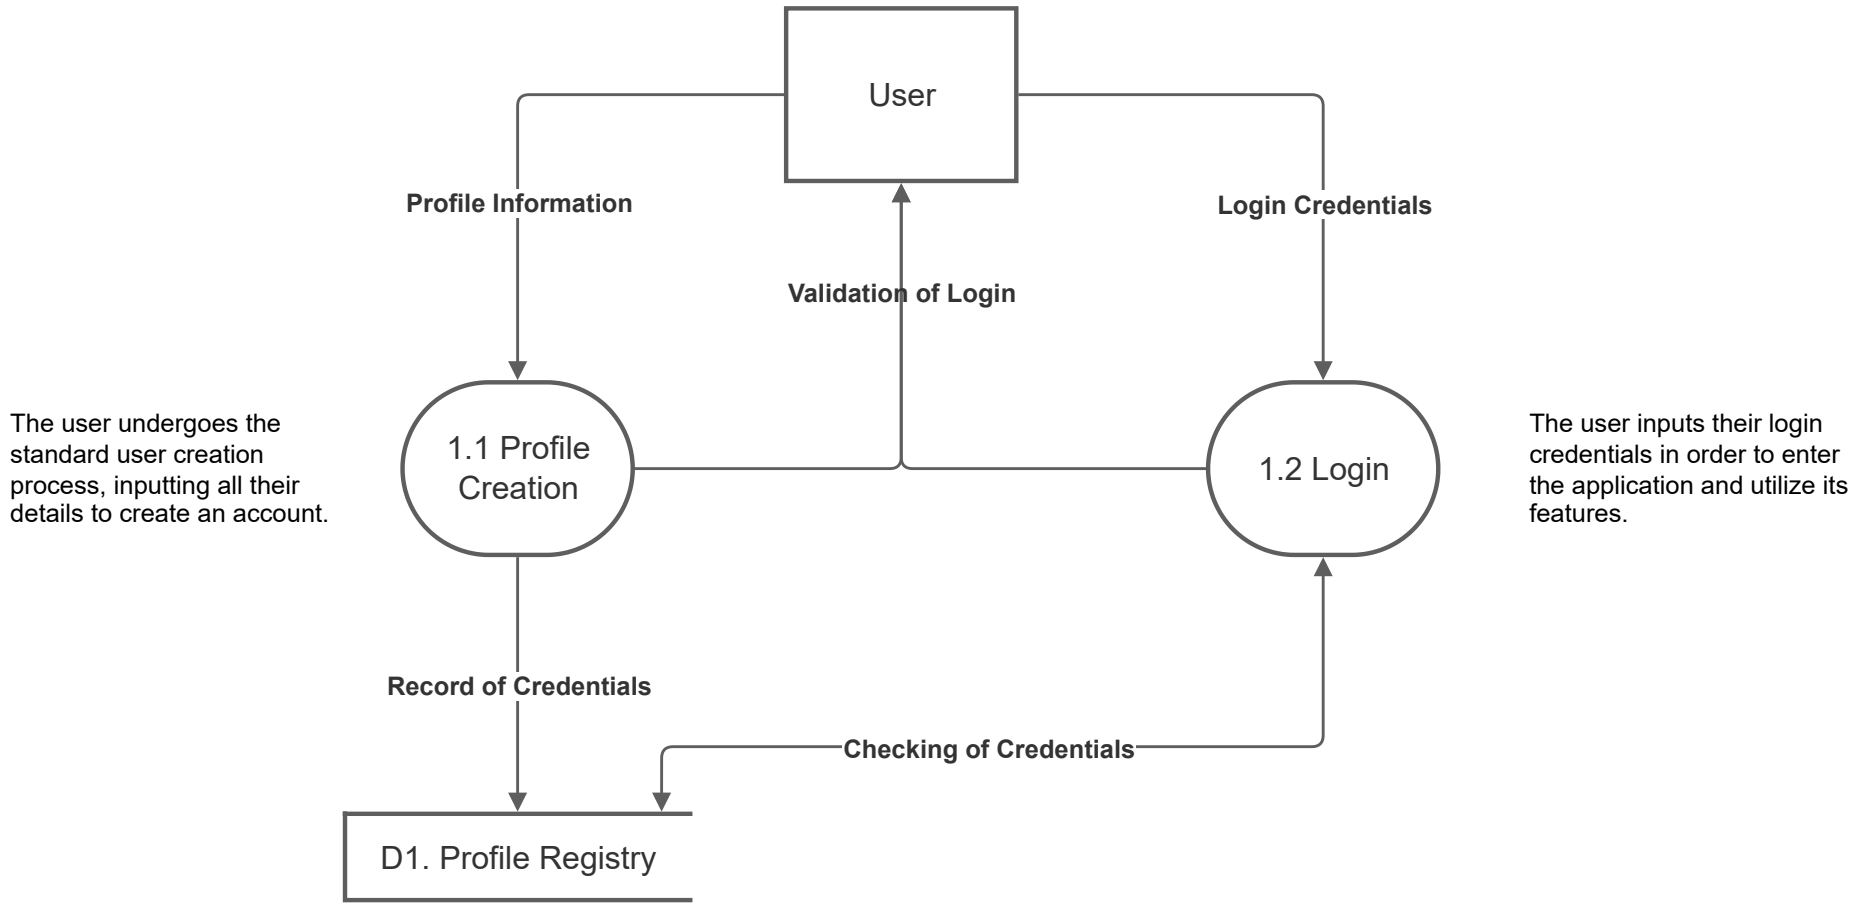 User
Profile Information
Login Credentials
Validation of Login
The user undergoes the
standard user creation
process, inputting all their
details to create an account.
1.1 Profile
Creation
1.2 Login
The user inputs their login
credentials in order to enter
the application and utilize its
features.
Record of Credentials
Checking of Credentials
D1. Profile Registry